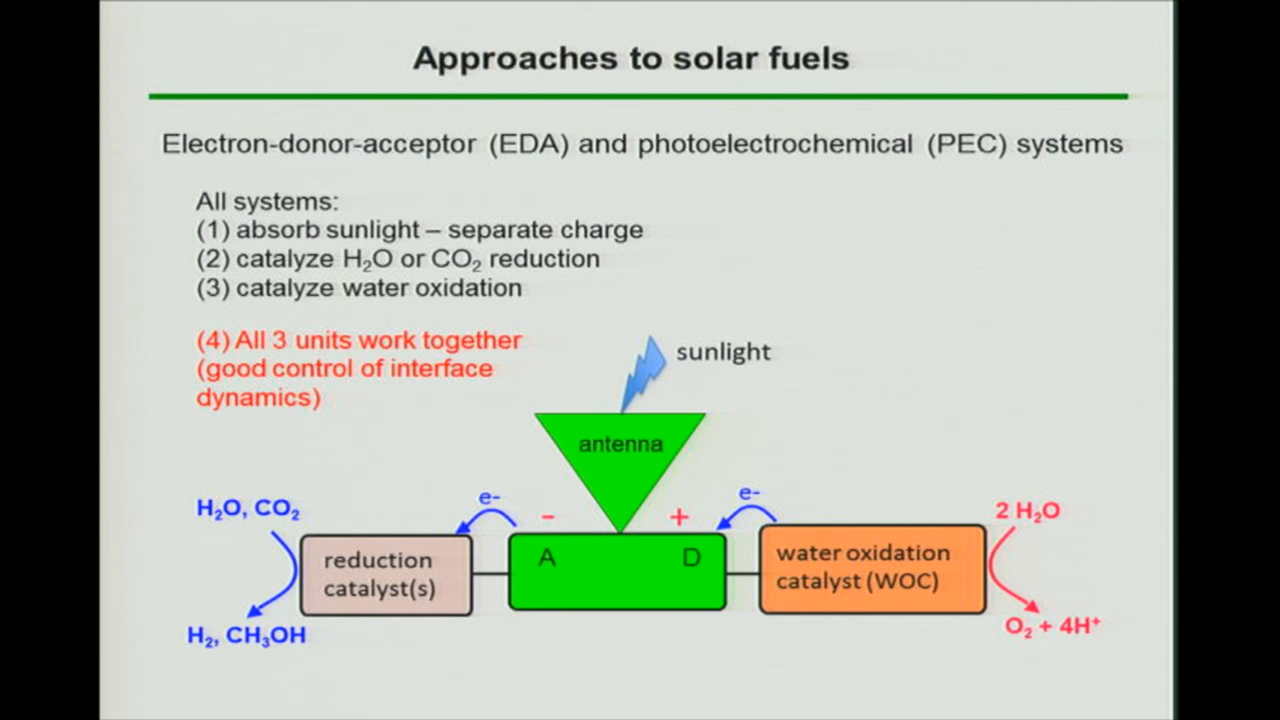 Approaches to solar fuels
Electron-donor-acceptor (EDA) and photoelectrochemical (PEC) systems
All systems:
(1) absorb sunlight – separate charge
(2) catalyze H₂O or CO₂ reduction
(3) catalyze water oxidation
(4) All 3 units work together
(good control of interface
dynamics)
sunlight
antenna
H₂O, CO₂
e-
–
+
e-
2 H₂O
reduction
catalyst(s)
A
D
water oxidation
catalyst (WOC)
H₂, CH₃OH
O₂ + 4H⁺